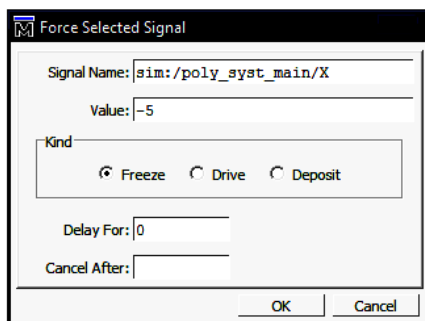 Force Selected Signal
Signal Name: sim:/poly_syst_main/X
Value: -5
Kind
Freeze Drive Deposit
Delay For: 0
Cancel After:
OK Cancel